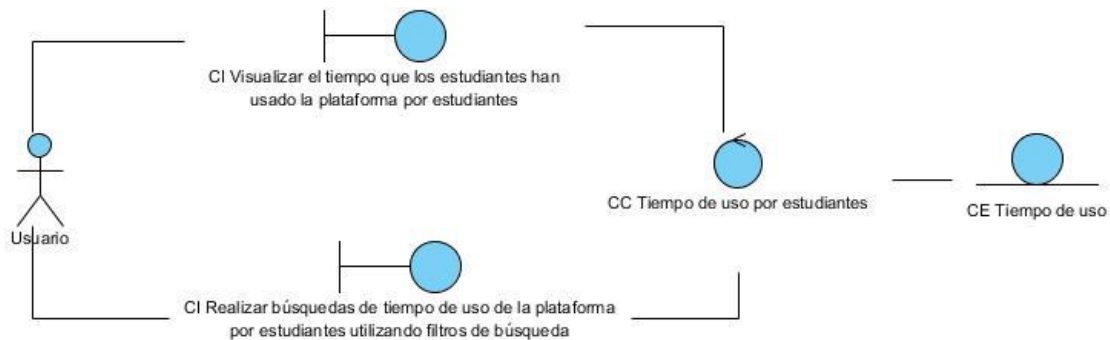 CI Visualizar el tiempo que los estudiantes han
usado la plataforma por estudiantes
Usuario
CC Tiempo de uso por estudiantes
CE Tiempo de uso
CI Realizar búsquedas de tiempo de uso de la plataforma
por estudiantes utilizando filtros de búsqueda